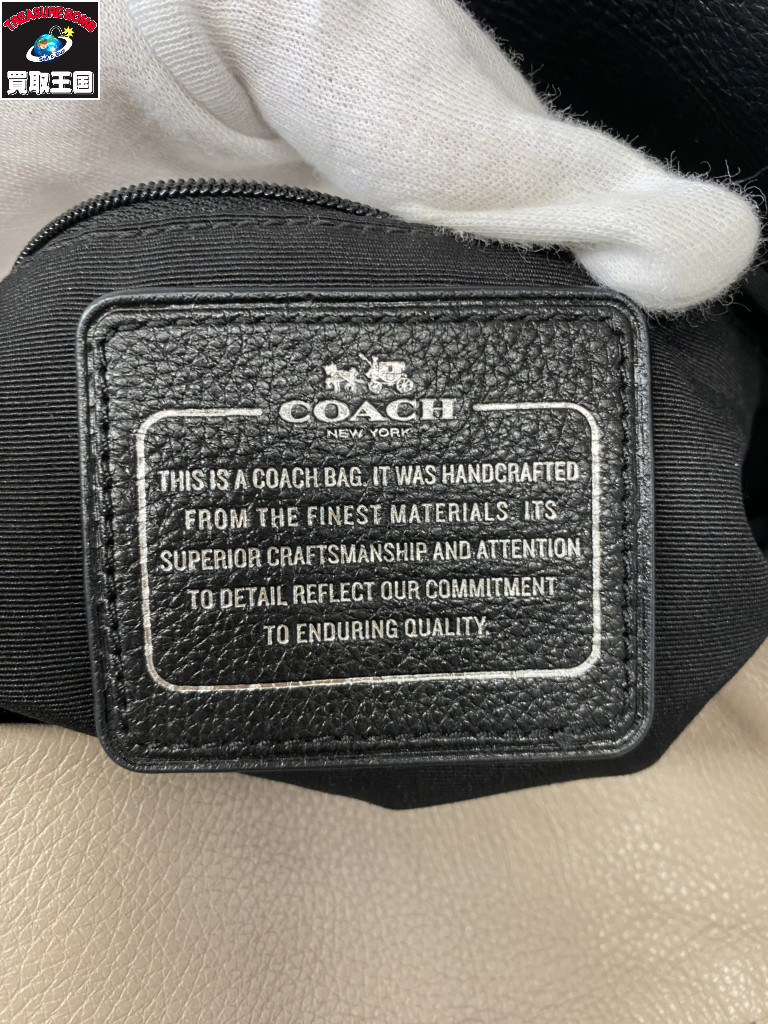 TREASURE BOMB
買取王国
COACH
NEW YORK
THIS IS A COACH BAG. IT WAS HANDCRAFTED
FROM THE FINEST MATERIALS. ITS
SUPERIOR CRAFTSMANSHIP AND ATTENTION
TO DETAIL REFLECT OUR COMMITMENT
TO ENDURING QUALITY.